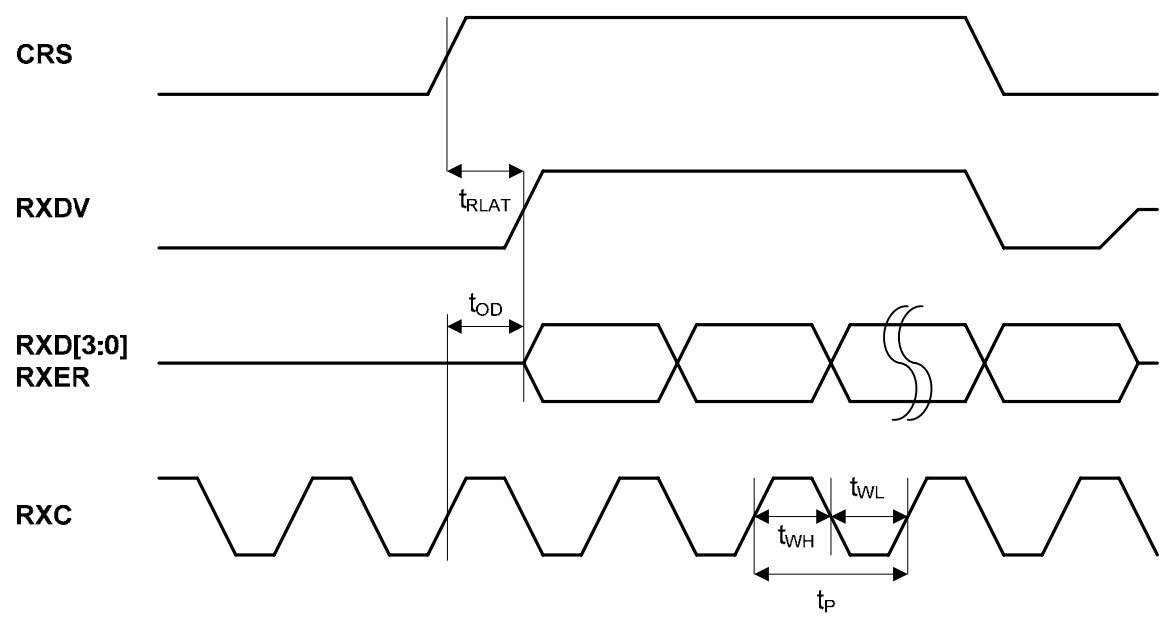 CRS
RXDV
tRLAT
tOD
RXD[3:0]
RXER
RXC
tWH
tWL
tP